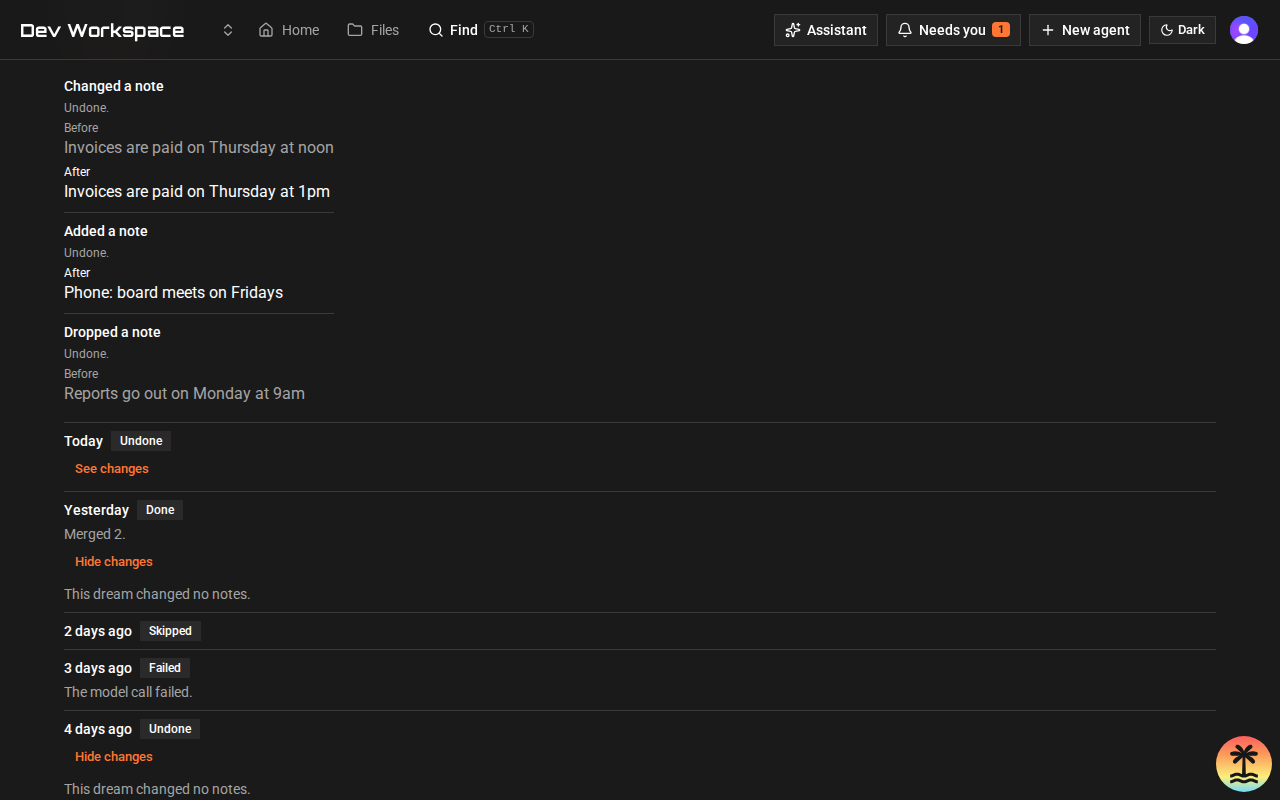 Dev Workspace
Home
Files
Find Ctrl K
Assistant
Needs you 1
New agent
Dark
Changed a note
Undone.
Before
Invoices are paid on Thursday at noon
After
Invoices are paid on Thursday at 1pm
Added a note
Undone.
After
Phone: board meets on Fridays
Dropped a note
Undone.
Before
Reports go out on Monday at 9am
Today Undone
See changes
Yesterday Done
Merged 2.
Hide changes
This dream changed no notes.
2 days ago Skipped
3 days ago Failed
The model call failed.
4 days ago Undone
Hide changes
This dream changed no notes.